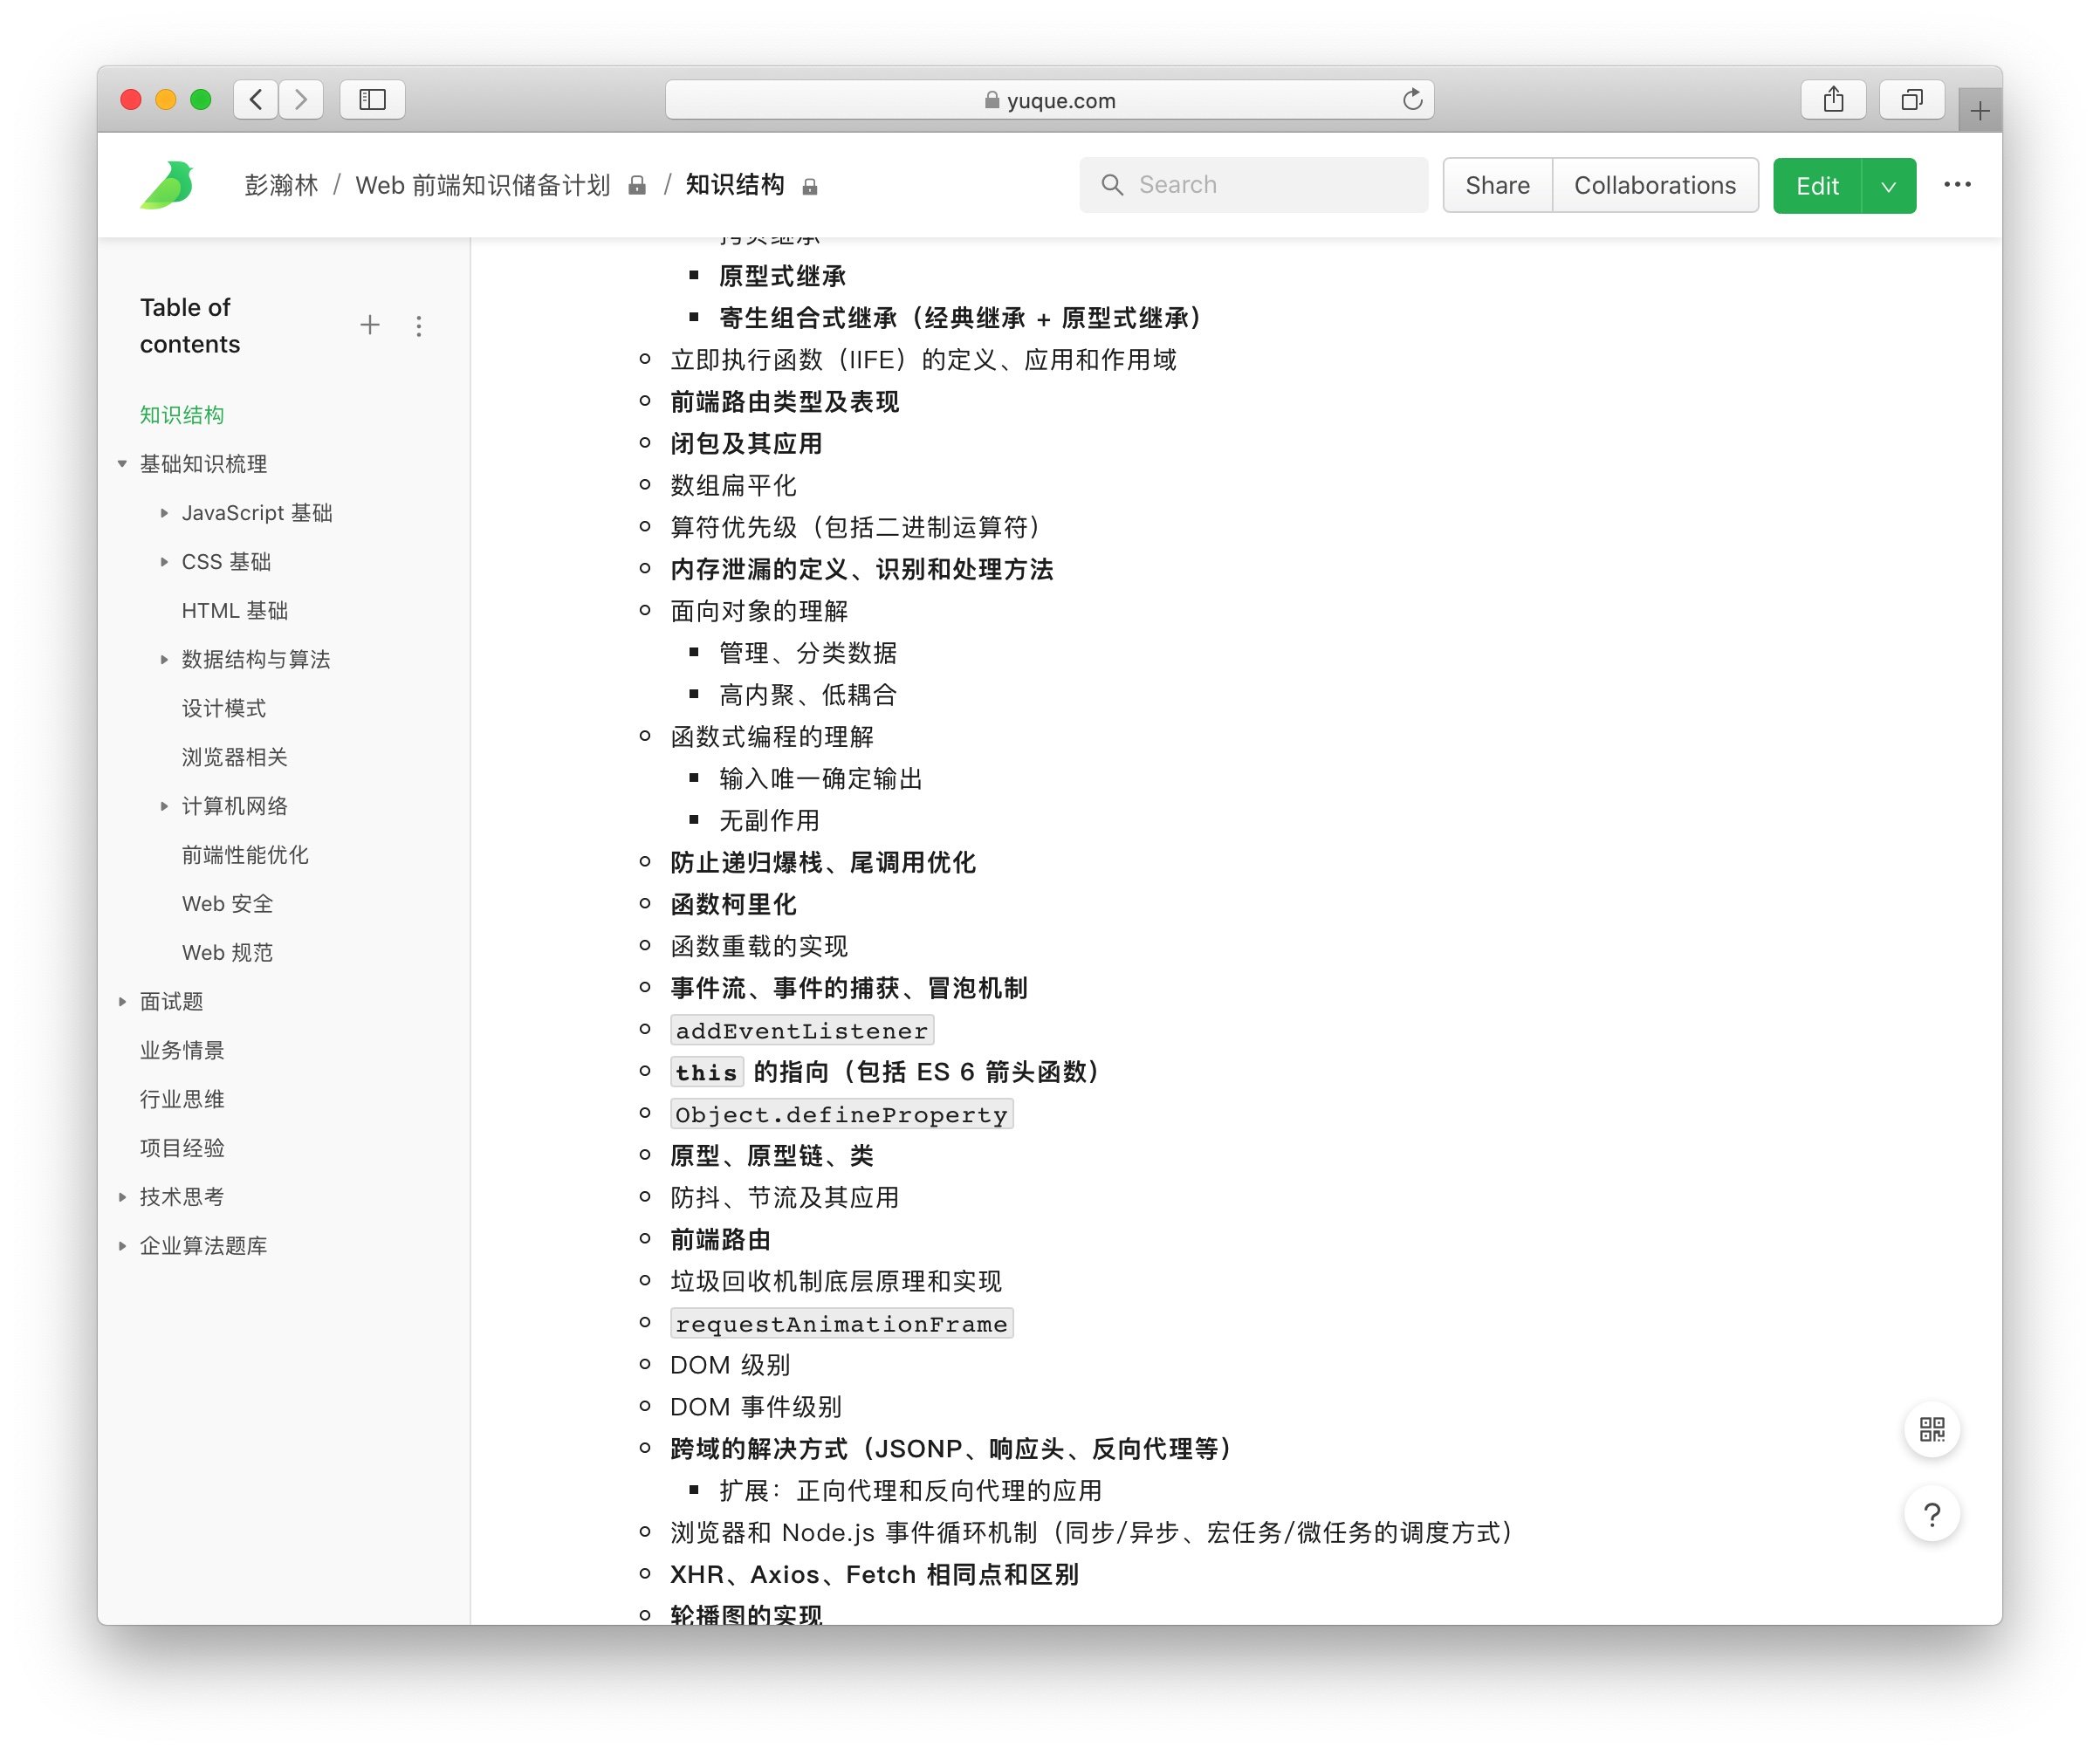 yuque.com
彭瀚林 / Web 前端知识储备计划 / 知识结构
Search
Share
Collaborations
Edit
Table of
contents
知识结构
基础知识梳理
JavaScript 基础
CSS 基础
HTML 基础
数据结构与算法
设计模式
浏览器相关
计算机网络
前端性能优化
Web 安全
Web 规范
面试题
业务情景
行业思维
项目经验
技术思考
企业算法题库
原型式继承
寄生组合式继承（经典继承 + 原型式继承）
立即执行函数（IIFE）的定义、应用和作用域
前端路由类型及表现
闭包及其应用
数组扁平化
算符优先级（包括二进制运算符）
内存泄漏的定义、识别和处理方法
面向对象的理解
管理、分类数据
高内聚、低耦合
函数式编程的理解
输入唯一确定输出
无副作用
防止递归爆栈、尾调用优化
函数柯里化
函数重载的实现
事件流、事件的捕获、冒泡机制
addEventListener
this 的指向（包括 ES 6 箭头函数）
Object.defineProperty
原型、原型链、类
防抖、节流及其应用
前端路由
垃圾回收机制底层原理和实现
requestAnimationFrame
DOM 级别
DOM 事件级别
跨域的解决方式（JSONP、响应头、反向代理等）
扩展：正向代理和反向代理的应用
浏览器和 Node.js 事件循环机制（同步/异步、宏任务/微任务的调度方式）
XHR、Axios、Fetch 相同点和区别
轮播图的实现